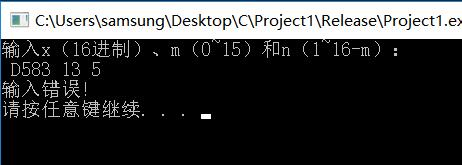 C:\Users\samsung\Desktop\C\Project1\Release\Project1.ex
输入x（16进制）、m（0~15）和n（1~16-m）：
D583 13 5
输入错误!
请按任意键继续. . .